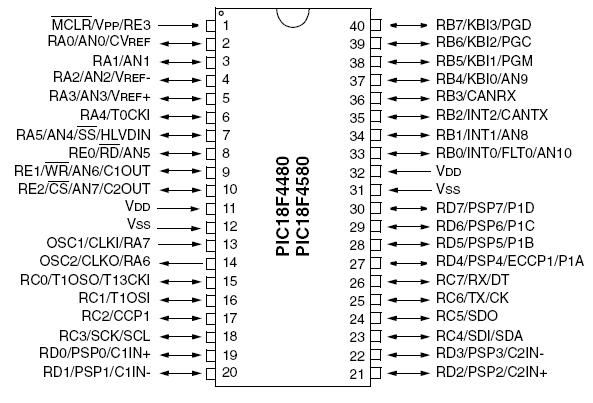 MCLR/VPP/RE3 1 40 RB7/KBI3/PGD
RA0/AN0/CVREF 2 39 RB6/KBI2/PGC
RA1/AN1 3 38 RB5/KBI1/PGM
RA2/AN2/VREF- 4 37 RB4/KBI0/AN9
RA3/AN3/VREF+ 5 36 RB3/CANRX
RA4/T0CKI 6 35 RB2/INT2/CANTX
RA5/AN4/SS/HLVDIN 7 34 RB1/INT1/AN8
RE0/RD/AN5 8 33 RB0/INT0/FLT0/AN10
RE1/WR/AN6/C1OUT 9 32 VDD
RE2/CS/AN7/C2OUT 10 31 VSS
VDD 11 30 RD7/PSP7/P1D
VSS 12 29 RD6/PSP6/P1C
OSC1/CLKI/RA7 13 28 RD5/PSP5/P1B
OSC2/CLKO/RA6 14 27 RD4/PSP4/ECCP1/P1A
RC0/T1OSO/T13CKI 15 26 RC7/RX/DT
RC1/T1OSI 16 25 RC6/TX/CK
RC2/CCP1 17 24 RC5/SDO
RC3/SCK/SCL 18 23 RC4/SDI/SDA
RD0/PSP0/C1IN+ 19 22 RD3/PSP3/C2IN-
RD1/PSP1/C1IN- 20 21 RD2/PSP2/C2IN+
PIC18F4480
PIC18F4580